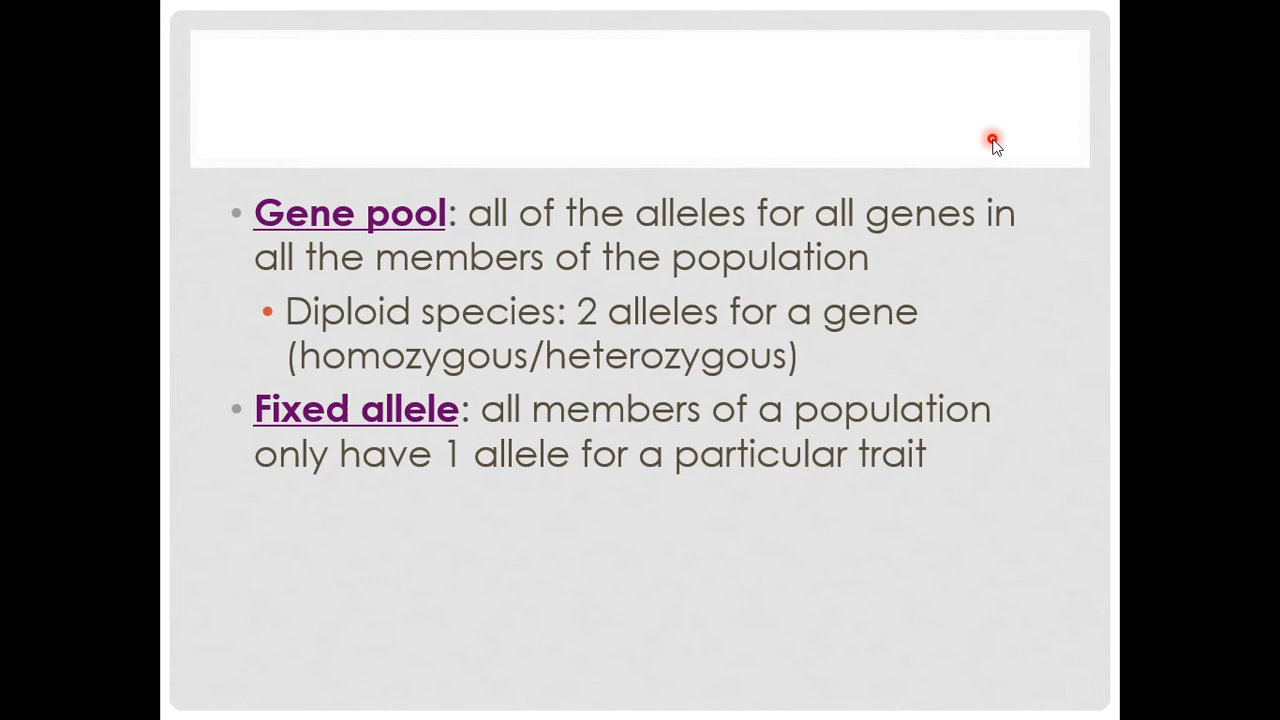 • Gene pool: all of the alleles for all genes in
all the members of the population
• Diploid species: 2 alleles for a gene
(homozygous/heterozygous)
• Fixed allele: all members of a population
only have 1 allele for a particular trait